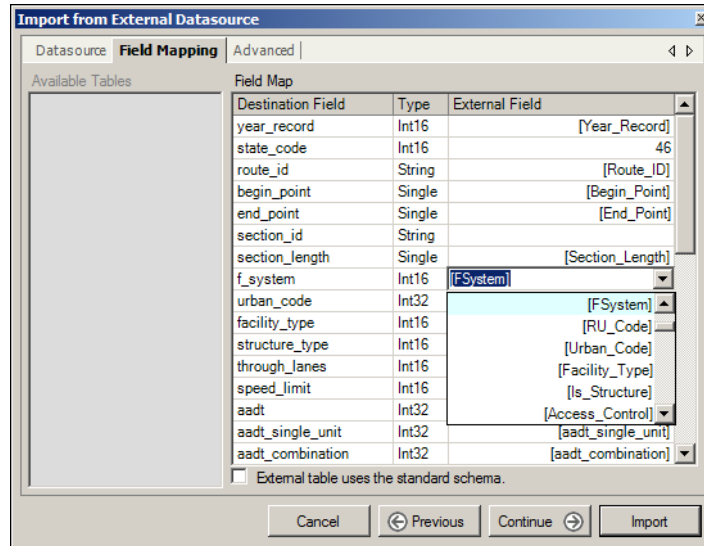 Import from External Datasource
Datasource Field Mapping Advanced
Available Tables Field Map
Destination Field Type External Field
year_record Int16 [Year_Record]
state_code Int16 46
route_id String [Route_ID]
begin_point Single [Begin_Point]
end_point Single [End_Point]
section_id String
section_length Single [Section_Length]
f_system Int16 [FSystem]
urban_code Int32 [FSystem]
facility_type Int16 [RU_Code]
structure_type Int16 [Urban_Code]
through_lanes Int16 [Facility_Type]
speed_limit Int16 [Is_Structure]
aadt Int32 [Access_Control]
aadt_single_unit Int32 [aadt_single_unit]
aadt_combination Int32 [aadt_combination]
External table uses the standard schema.
Cancel Previous Continue Import